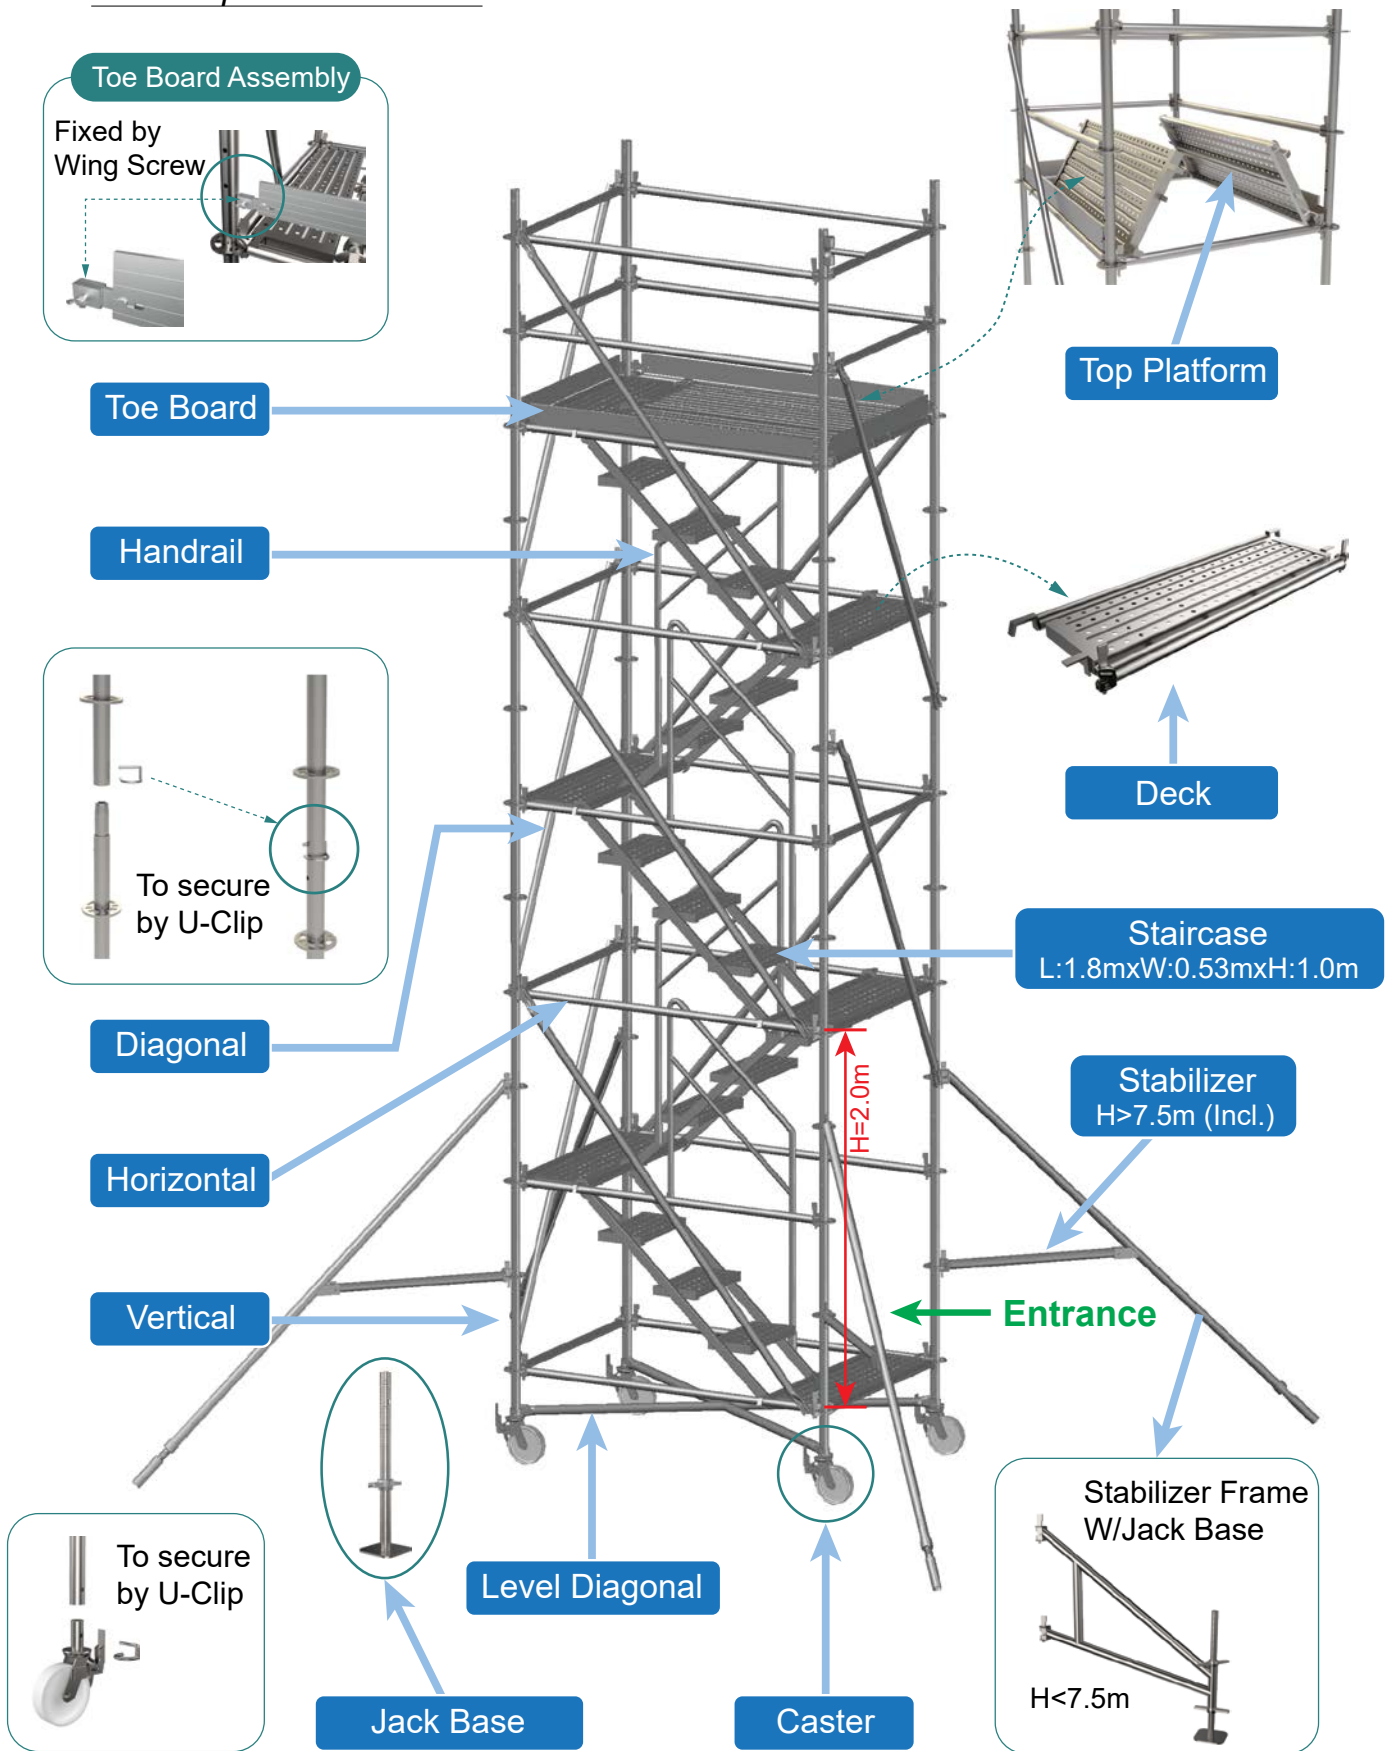 Toe Board Assembly
Fixed by
Wing Screw
Top Platform
Toe Board
Handrail
Deck
To secure
by U-Clip
Staircase
L:1.8mxW:0.53mxH:1.0m
Diagonal
H=2.0m
Stabilizer
H>7.5m (Incl.)
Horizontal
Vertical
Entrance
Stabilizer Frame
W/Jack Base
H<7.5m
To secure
by U-Clip
Level Diagonal
Jack Base
Caster